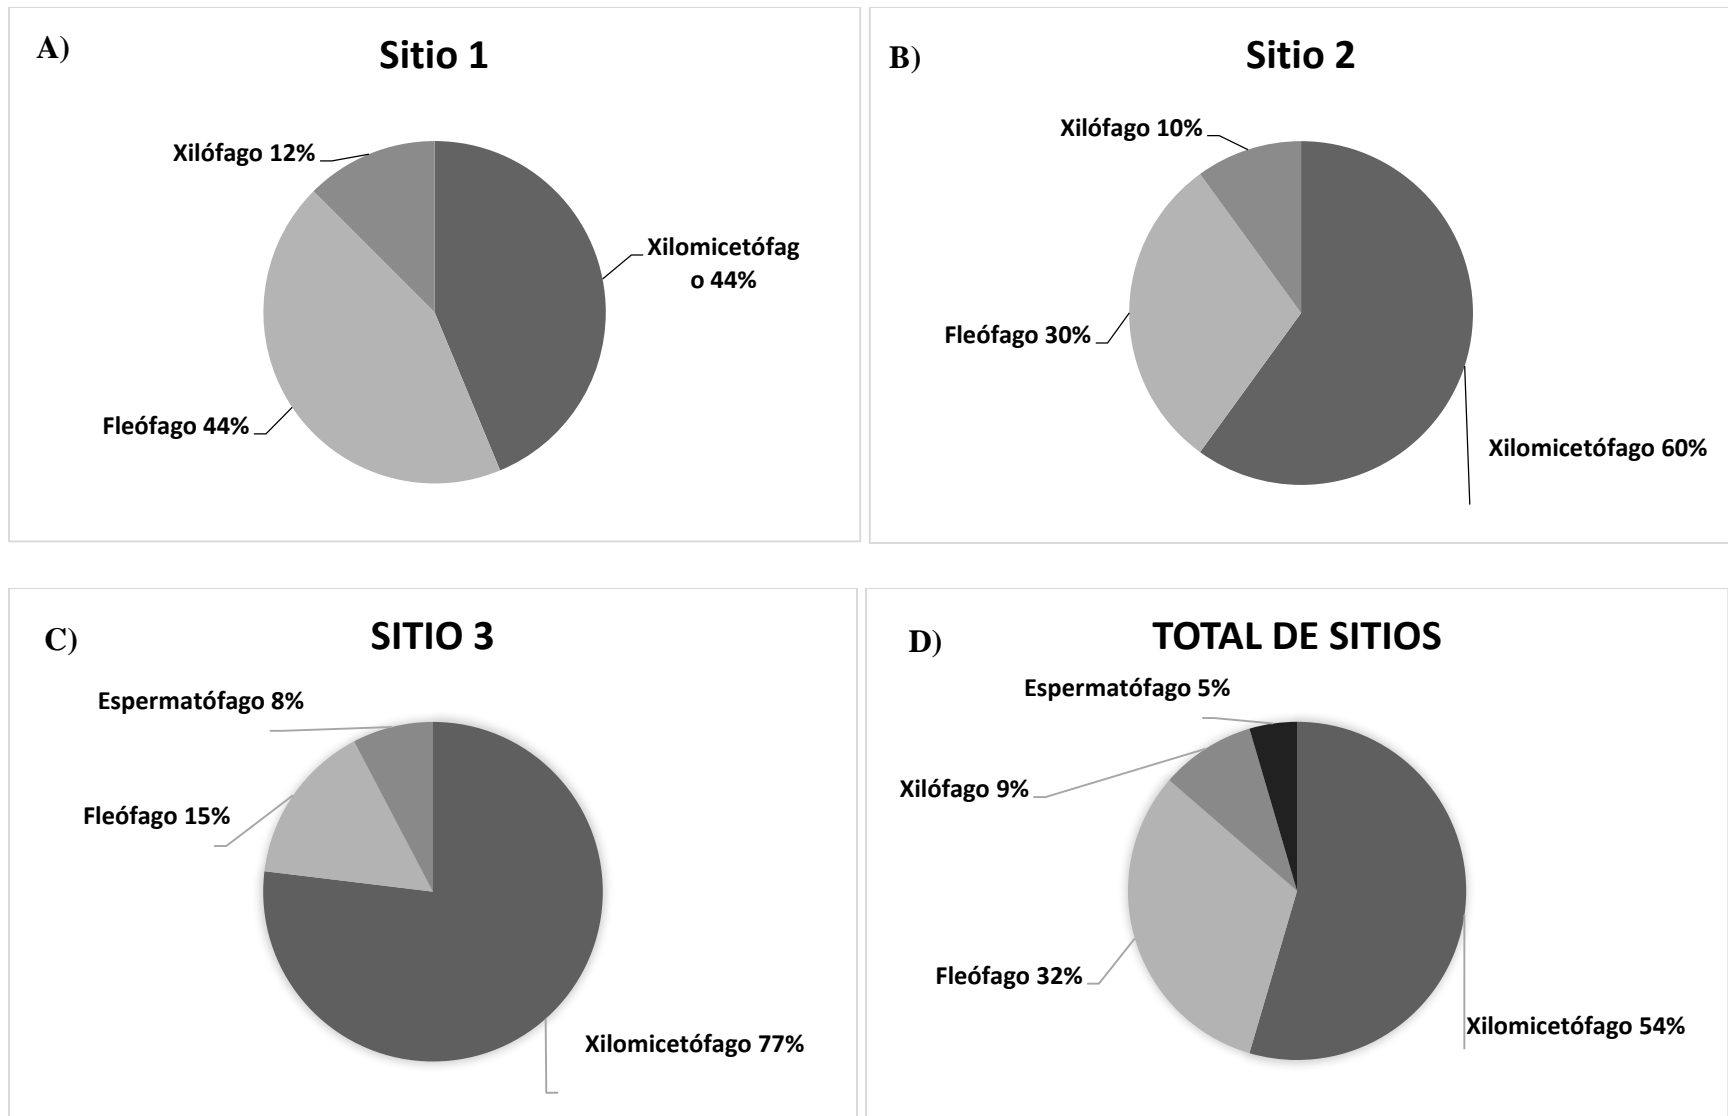 A)
Sitio 1
Xilófago 12%
Xilomicetófag
o 44%
Fleófago 44%
B)
Sitio 2
Xilófago 10%
Fleófago 30%
Xilomicetófago 60%
C)
SITIO 3
Espermatófago 8%
Fleófago 15%
Xilomicetófago 77%
D)
TOTAL DE SITIOS
Espermatófago 5%
Xilófago 9%
Fleófago 32%
Xilomicetófago 54%